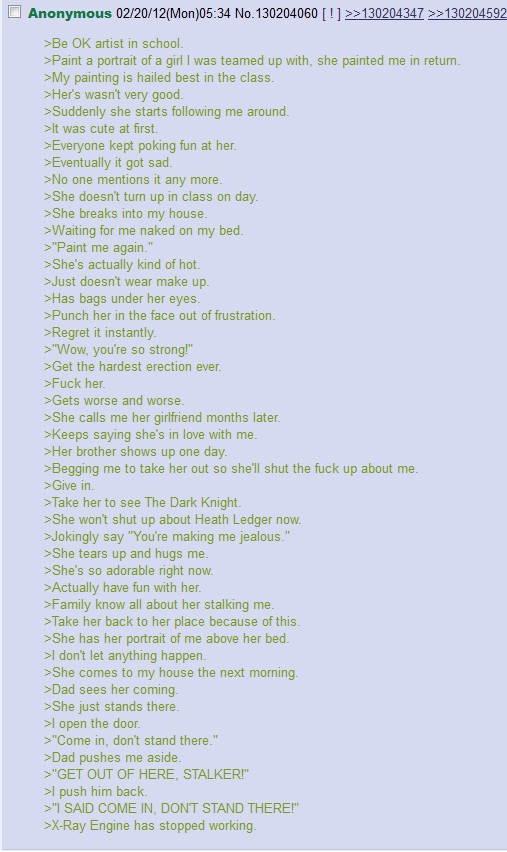 Anonymous 02/20/12(Mon)05:34 No.130204060 [ ! ] >>130204347 >>130204592
>Be OK artist in school.
>Paint a portrait of a girl I was teamed up with, she painted me in return.
>My painting is hailed best in the class.
>Her's wasn't very good.
>Suddenly she starts following me around.
>It was cute at first.
>Everyone kept poking fun at her.
>Eventually it got sad.
>No one mentions it any more.
>She doesn't turn up in class on day.
>She breaks into my house.
>Waiting for me naked on my bed.
>"Paint me again."
>She's actually kind of hot.
>Just doesn't wear make up.
>Has bags under her eyes.
>Punch her in the face out of frustration.
>Regret it instantly.
>"Wow, you're so strong!"
>Get the hardest erection ever.
>Fuck her.
>Gets worse and worse.
>She calls me her girlfriend months later.
>Keeps saying she's in love with me.
>Her brother shows up one day.
>Begging me to take her out so she'll shut the fuck up about me.
>Give in.
>Take her to see The Dark Knight.
>She won't shut up about Heath Ledger now.
>Jokingly say "You're making me jealous."
>She tears up and hugs me.
>She's so adorable right now.
>Actually have fun with her.
>Family know all about her stalking me.
>Take her back to her place because of this.
>She has her portrait of me above her bed.
>I don't let anything happen.
>She comes to my house the next morning.
>Dad sees her coming.
>She just stands there.
>I open the door.
>"Come in, don't stand there."
>Dad pushes me aside.
>"GET OUT OF HERE, STALKER!"
>I push him back.
>"I SAID COME IN, DON'T STAND THERE!"
>X-Ray Engine has stopped working.